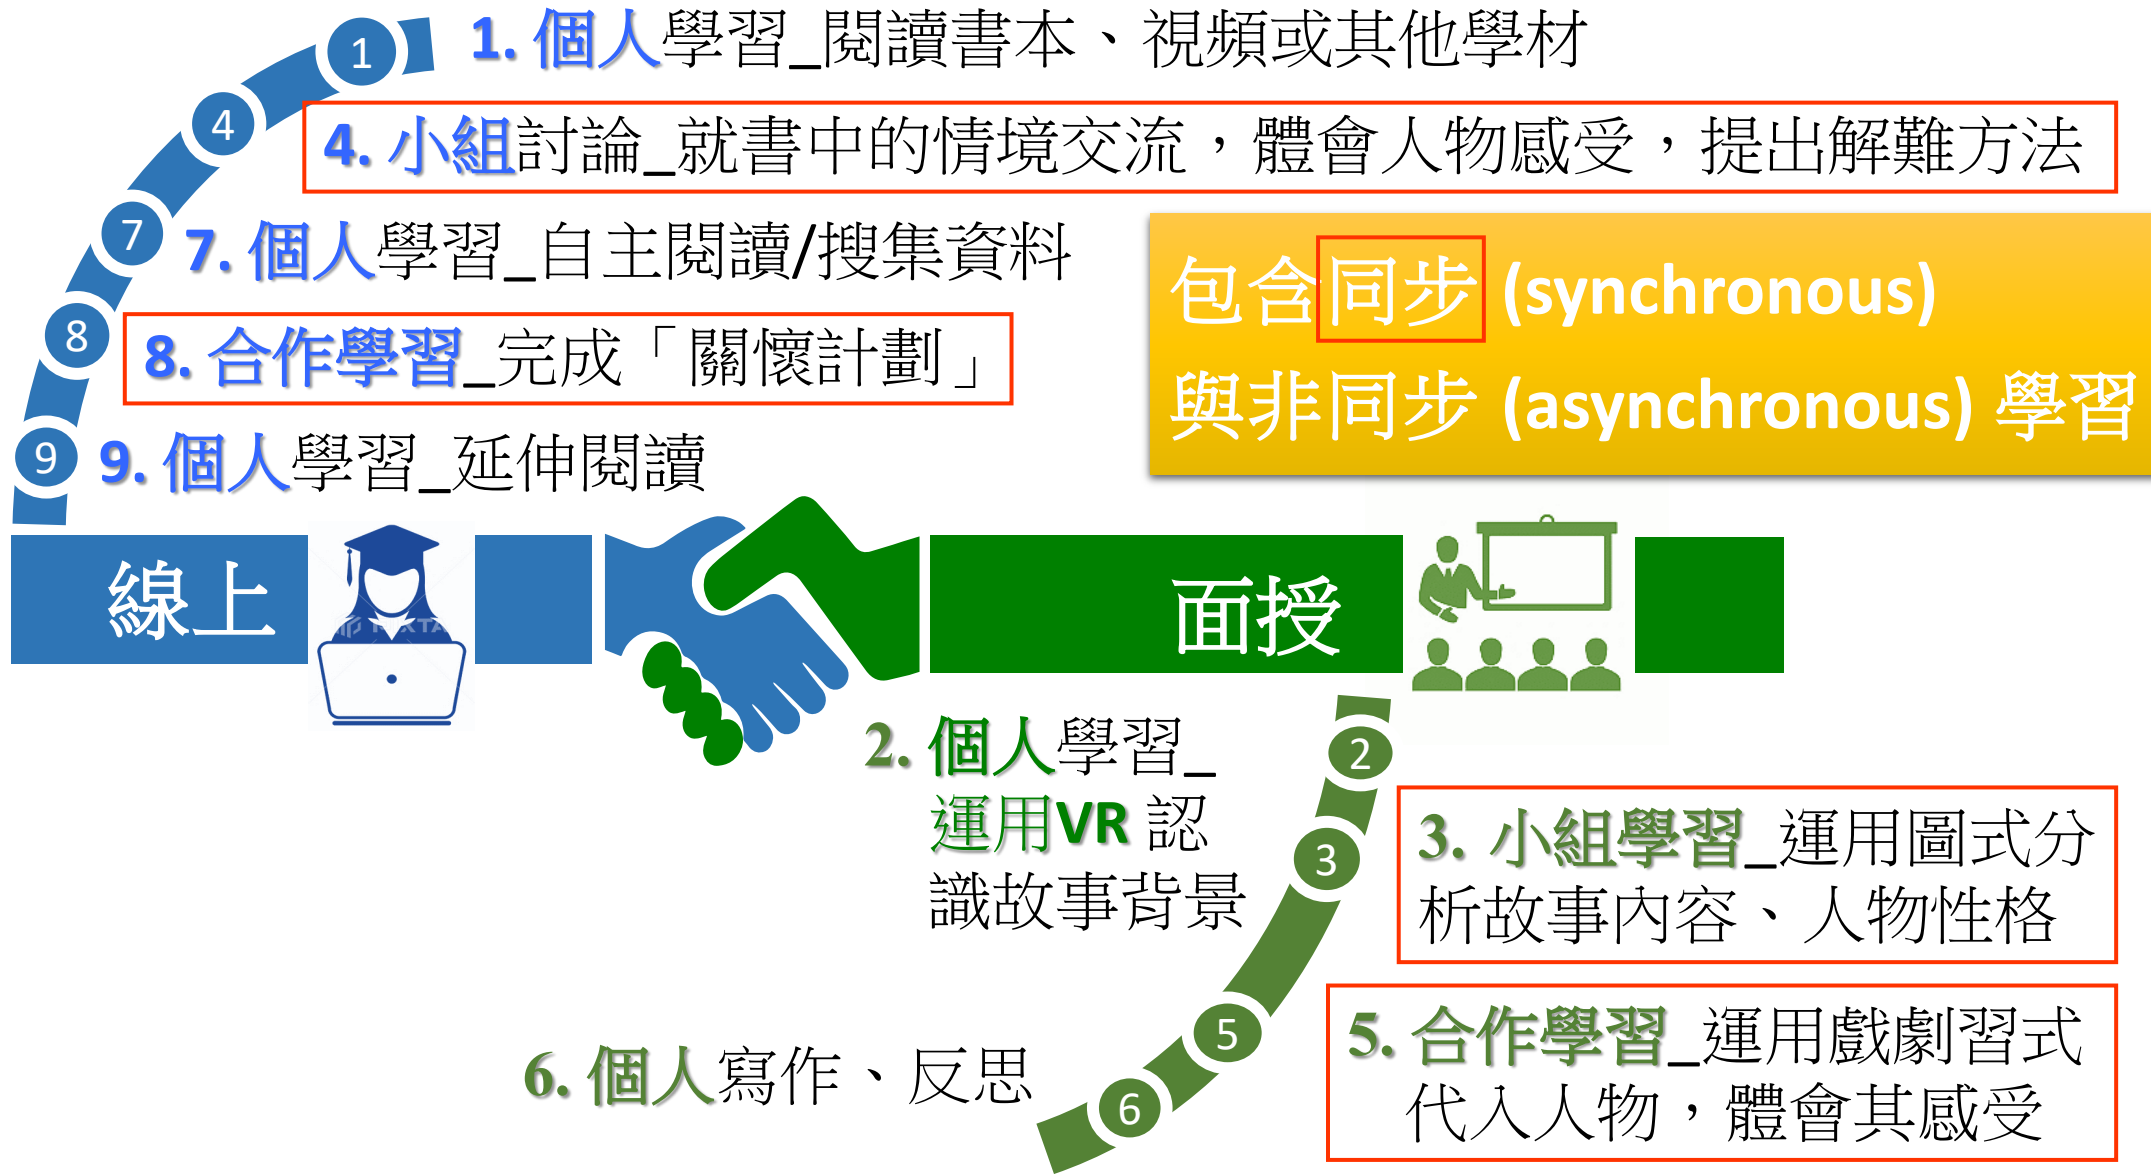 1
1. 個人學習_閱讀書本、視頻或其他學材
4
4. 小組討論_就書中的情境交流，體會人物感受，提出解難方法
7
7. 個人學習_自主閱讀/搜集資料
8
8. 合作學習_完成「關懷計劃」
9
9. 個人學習_延伸閱讀
包含同步 (synchronous)
與非同步 (asynchronous) 學習
線上
面授
2. 個人學習_
運用VR 認
識故事背景
2
3
3. 小組學習_運用圖式分
析故事內容、人物性格
5
5. 合作學習_運用戲劇習式
代入人物，體會其感受
6. 個人寫作、反思
6